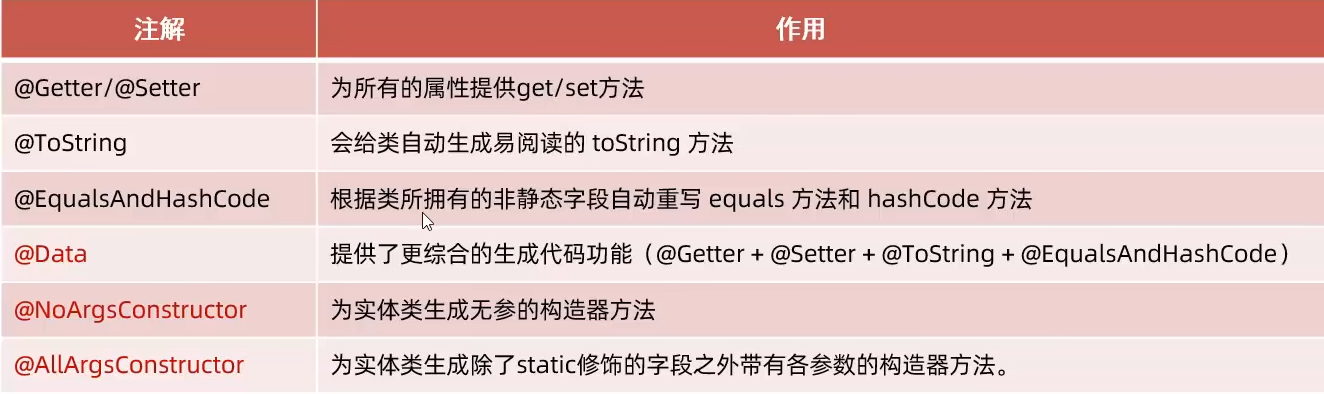 注解 作用
@Getter/@Setter 为所有的属性提供get/set方法
@ToString 会给类自动生成易阅读的 toString 方法
@EqualsAndHashCode 根据类所拥有的非静态字段自动重写 equals 方法和 hashCode 方法
@Data 提供了更综合的生成代码功能（@Getter + @Setter + @ToString + @EqualsAndHashCode）
@NoArgsConstructor 为实体类生成无参的构造器方法
@AllArgsConstructor 为实体类生成除了static修饰的字段之外带有各参数的构造器方法。